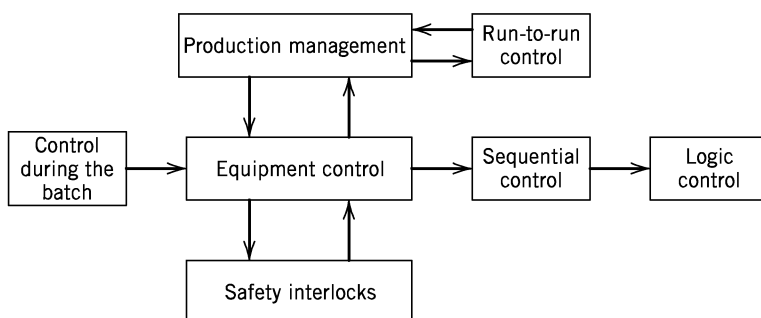 Production management
Run-to-run
control
Control
during the
batch
Equipment control
Sequential
control
Logic
control
Safety interlocks